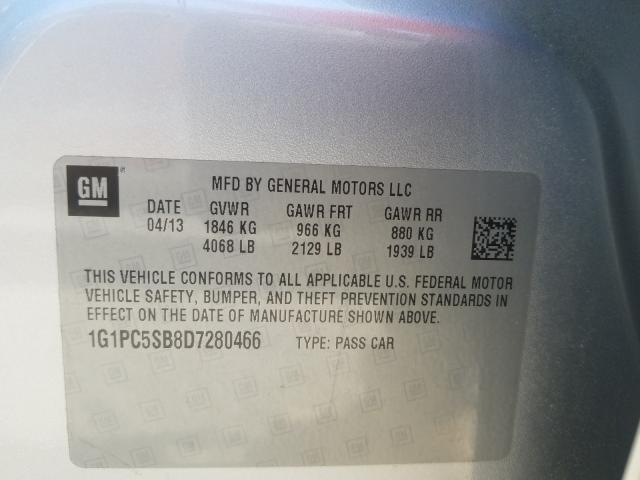 GM
MFD BY GENERAL MOTORS LLC
DATE GVWR GAWR FRT GAWR RR
04/13 1846 KG 966 KG 880 KG
4068 LB 2129 LB 1939 LB
THIS VEHICLE CONFORMS TO ALL APPLICABLE U.S. FEDERAL MOTOR
VEHICLE SAFETY, BUMPER, AND THEFT PREVENTION STANDARDS IN
EFFECT ON THE DATE OF MANUFACTURE SHOWN ABOVE.
1G1PC5SB8D7280466 TYPE: PASS CAR